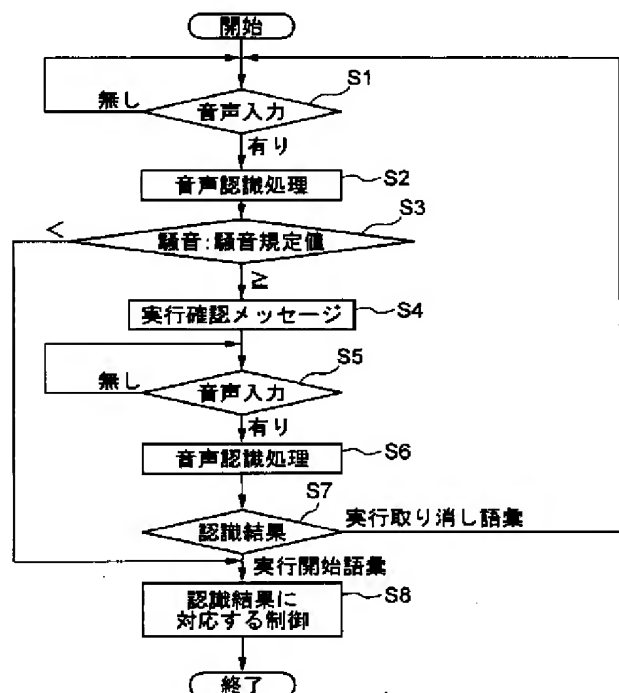 開始
S1
無し
音声入力
有り
音声認識処理
S2
S3
<
騒音:騒音規定値
≧
実行確認メッセージ
S4
S5
無し
音声入力
有り
音声認識処理
S6
S7
認識結果
実行取り消し語彙
実行開始語彙
認識結果に
対応する制御
S8
終了